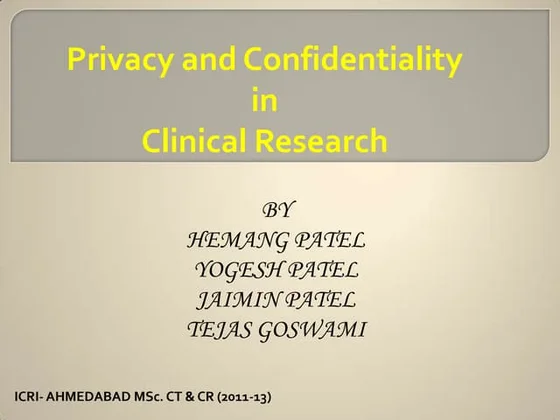 Privacy and Confidentiality
in
Clinical Research
BY
HEMANG PATEL
YOGESH PATEL
JAIMIN PATEL
TEJAS GOSWAMI
ICRI- AHMEDABAD MSc. CT & CR (2011-13)